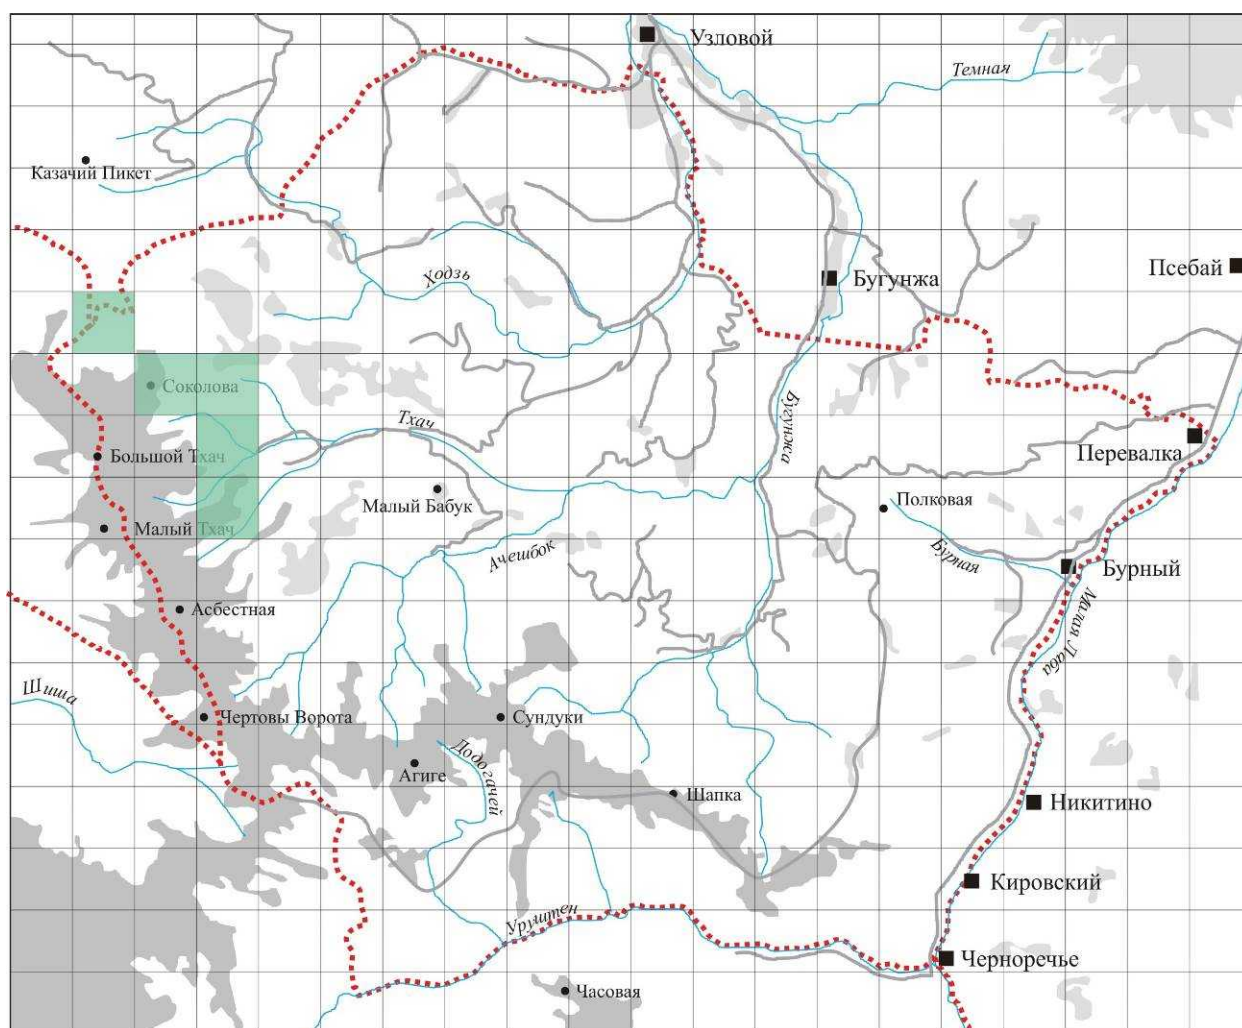 Узловой
Темная
Казачий Пикет
Ходзь
Бугунжа
Псебай
Соколова
Тхач
Бугунжа
Большой Тхач
Перевалка
Малый Бабук
Полковая
Малый Тхач
Ачешбок
Бурная
Бурный
Асбестная
Малая Лаба
Шиша
Чертовы Ворота
Сундуки
Додогачей
Агиге
Шапка
Никитино
Кировский
Уруштен
Черноречье
Часовая